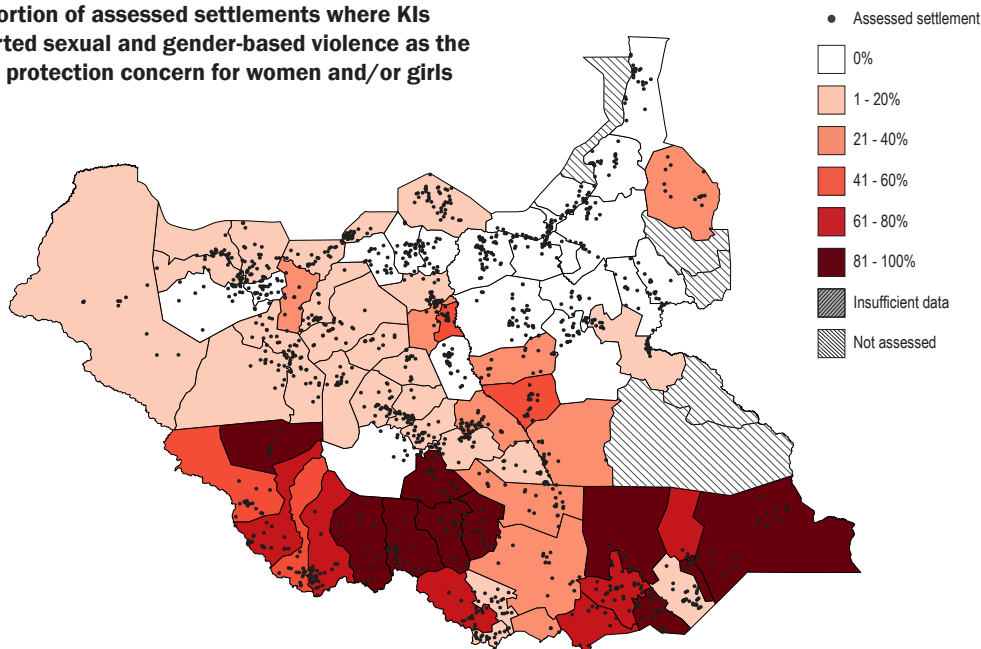 ortion of assessed settlements where KIs
rted sexual and gender-based violence as the
protection concern for women and/or girls
Assessed settlement
0%
1 - 20%
21 - 40%
41 - 60%
61 - 80%
81 - 100%
Insufficient data
Not assessed